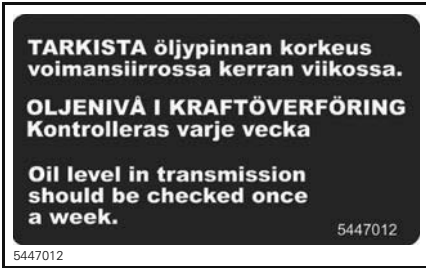 TARKISTA öljypinnan korkeus
voimansiirrossa kerran viikossa.
OLJENIVÅ I KRAFTÖVERFÖRING
Kontrolleras varje vecka
Oil level in transmission
should be checked once
a week.
5447012
5447012